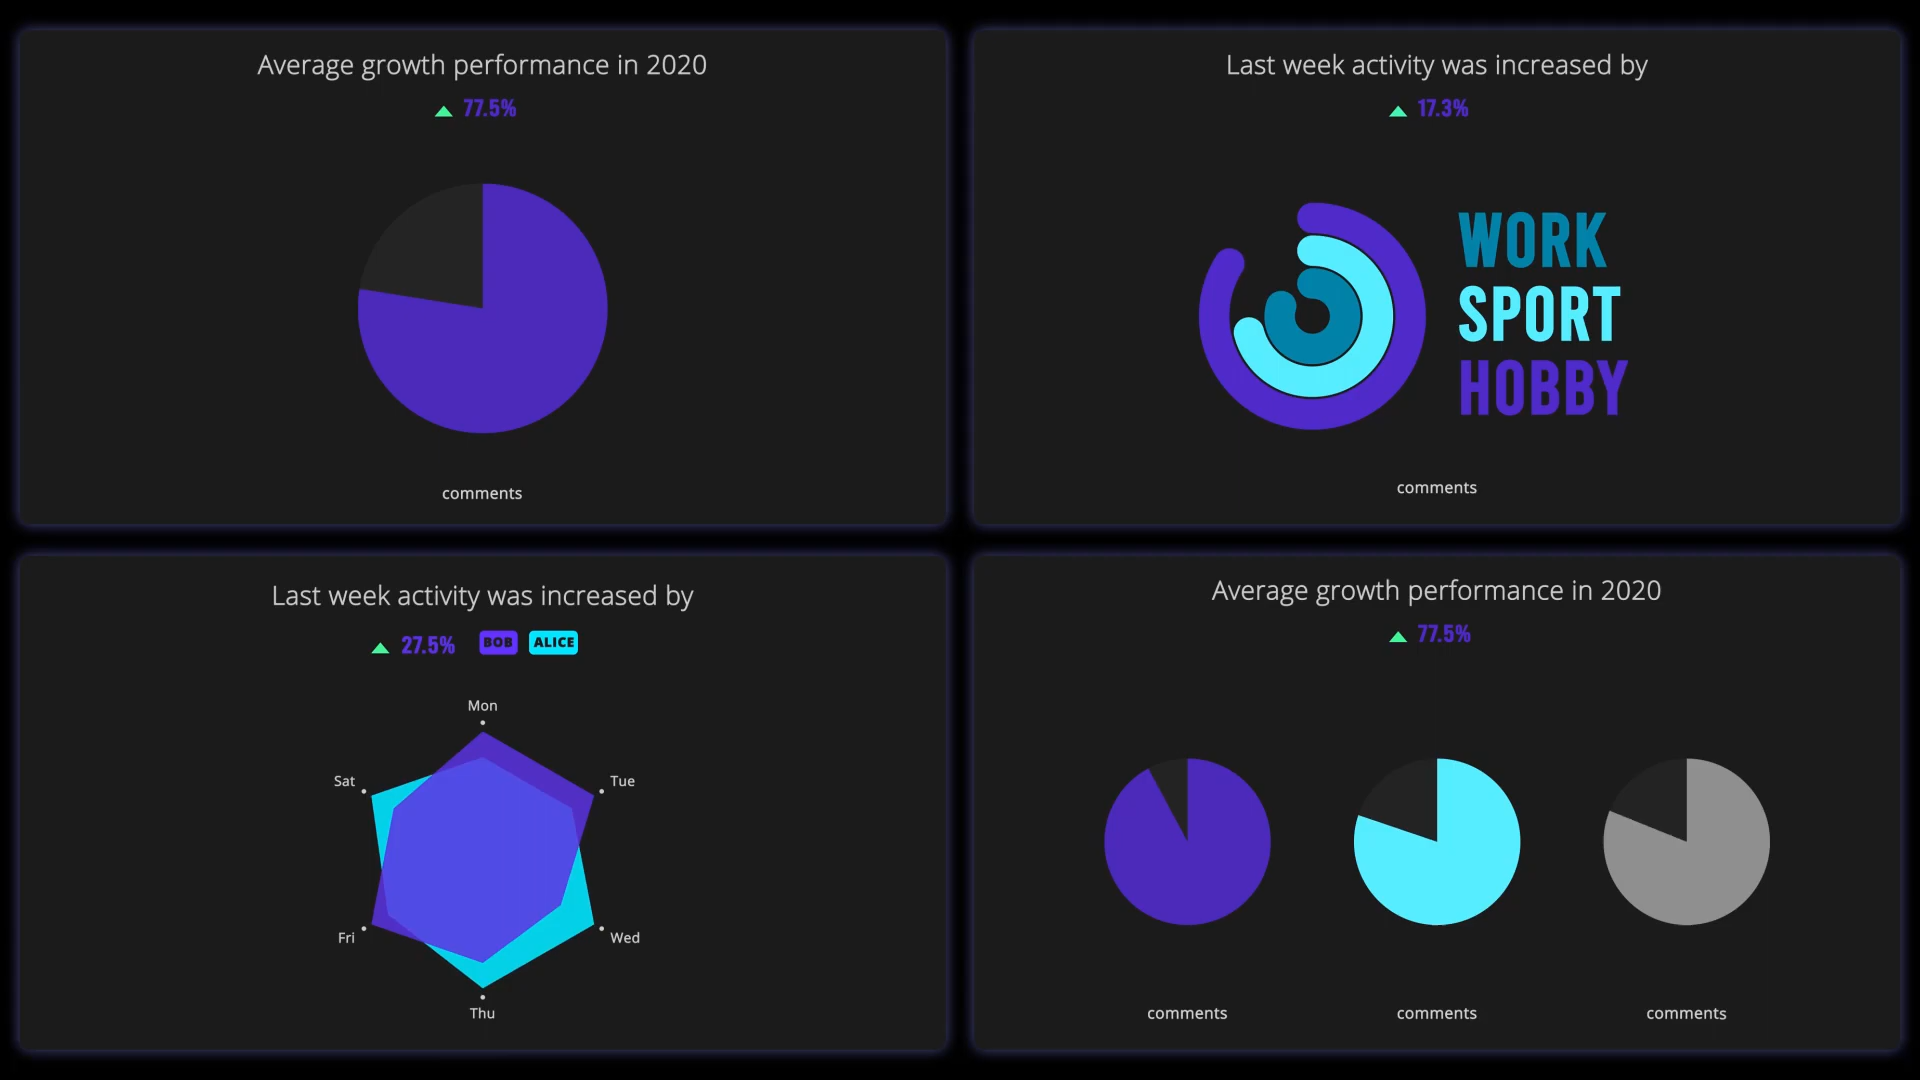 Average growth performance in 2020
77.5%
comments
Last week activity was increased by
17.3%
WORK
SPORT
HOBBY
comments
Last week activity was increased by
27.5% BOB ALICE
Mon
Sat Tue
Fri Wed
Thu
Average growth performance in 2020
77.5%
comments comments comments